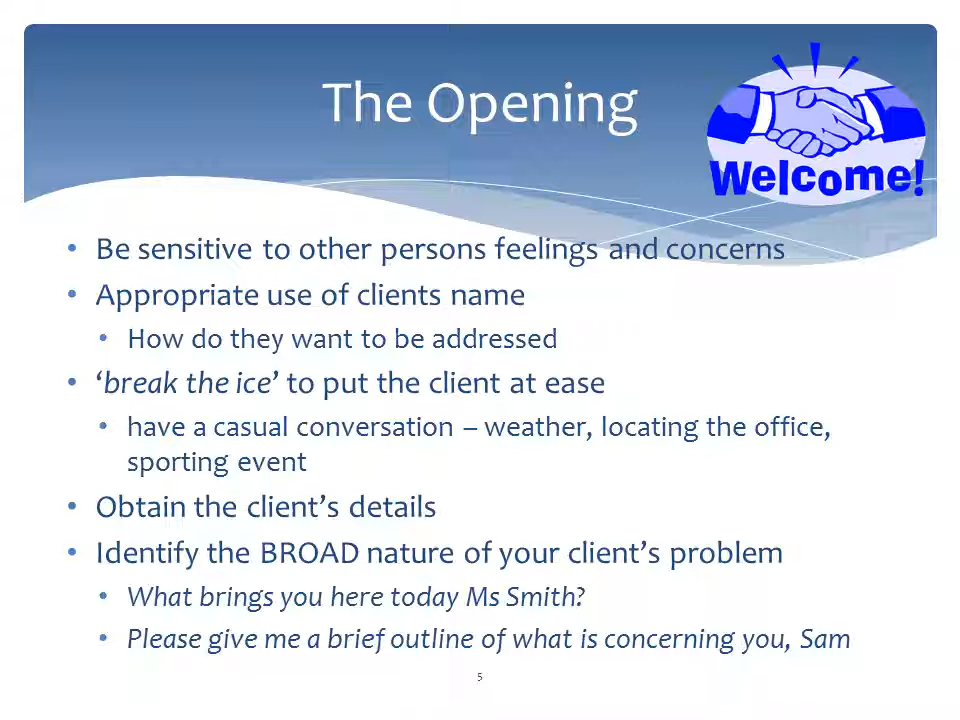 The Opening
Welcome!
• Be sensitive to other persons feelings and concerns
• Appropriate use of clients name
• How do they want to be addressed
• ‘break the ice’ to put the client at ease
• have a casual conversation – weather, locating the office,
sporting event
• Obtain the client’s details
• Identify the BROAD nature of your client’s problem
• What brings you here today Ms Smith?
• Please give me a brief outline of what is concerning you, Sam
5